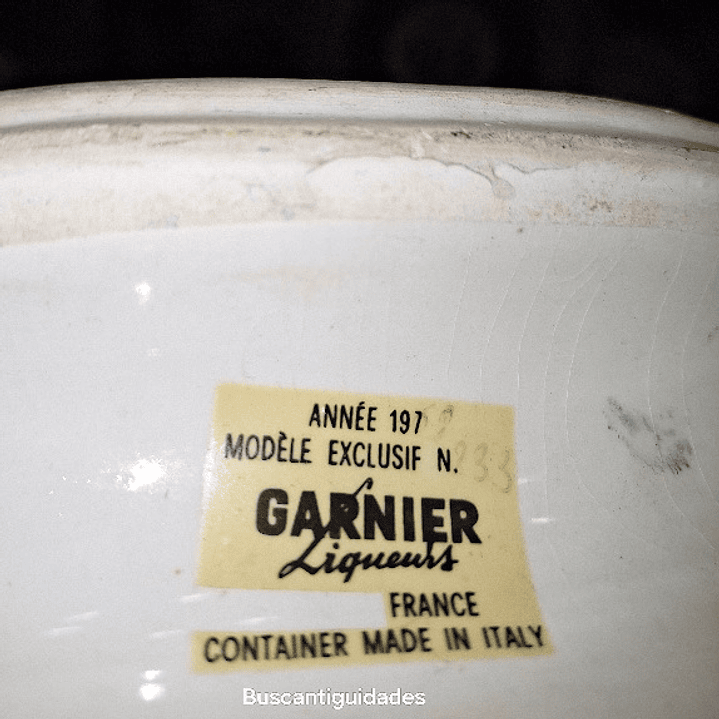 ANNÉE 197
MODÈLE EXCLUSIF N.
GARNIER
Liqueurs
FRANCE
CONTAINER MADE IN ITALY
Buscantiguidades